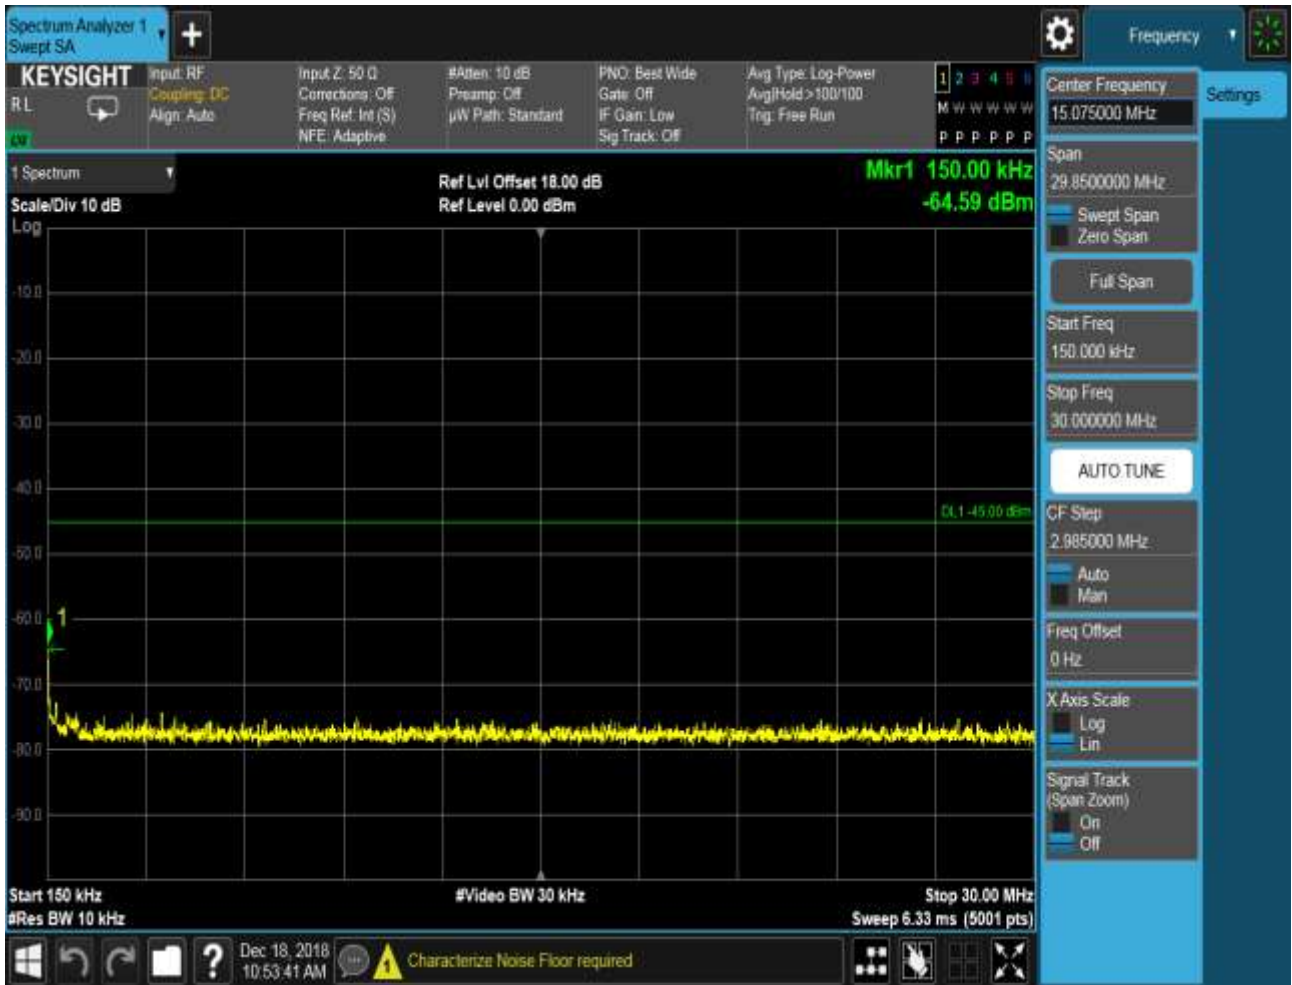 Spectrum Analyzer 1
Swept SA
+
Frequency
KEYSIGHT
RL
LXI
Input: RF
Coupling: DC
Align: Auto
Input Z: 50 Ω
Corrections: Off
Freq Ref: Int (S)
NFE: Adaptive
#Atten: 10 dB
Preamp: Off
µW Path: Standard
PNO: Best Wide
Gate: Off
IF Gain: Low
Sig Track: Off
Avg Type: Log-Power
Avg|Hold:>100/100
Trig: Free Run
1 2 3 4 5 6
M W W W W W
P P P P P P
1 Spectrum
Scale/Div 10 dB
Log
Ref Lvl Offset 18.00 dB
Ref Level 0.00 dBm
Mkr1 150.00 kHz
-64.59 dBm
-10.0
-20.0
-30.0
-40.0
DL1 -45.00 dBm
-50.0
-60.0
1
-70.0
-80.0
-90.0
Start 150 kHz
#Res BW 10 kHz
#Video BW 30 kHz
Stop 30.00 MHz
Sweep 6.33 ms (5001 pts)
Center Frequency
15.075000 MHz
Settings
Span
29.8500000 MHz
Swept Span
Zero Span
Full Span
Start Freq
150.000 kHz
Stop Freq
30.000000 MHz
AUTO TUNE
CF Step
2.985000 MHz
Auto
Man
Freq Offset
0 Hz
X Axis Scale
Log
Lin
Signal Track
(Span Zoom)
On
Off
?
Dec 18, 2018
10:53:41 AM
1
Characterize Noise Floor required